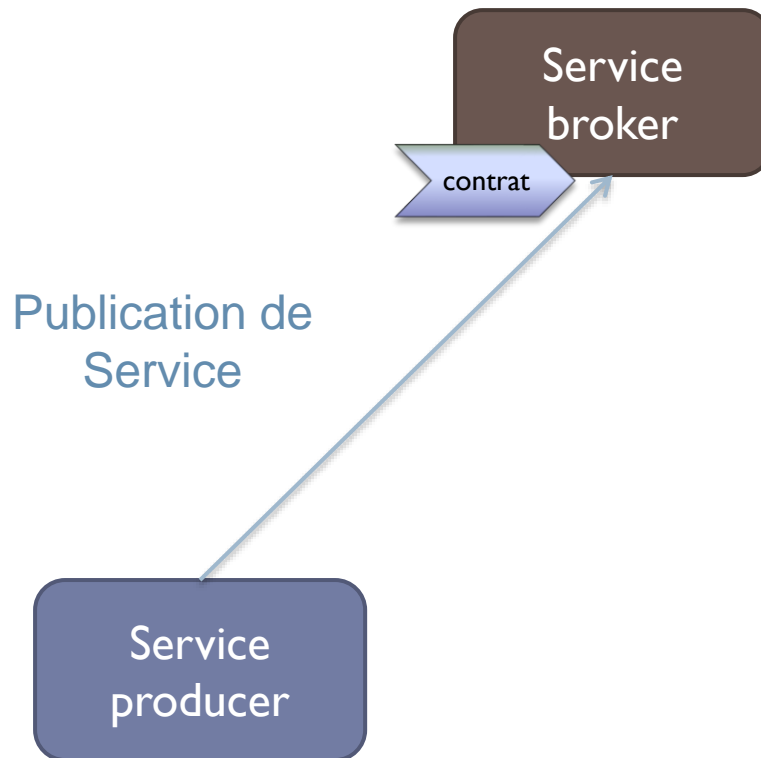 Service
broker
contrat
Publication de
Service
Service
producer